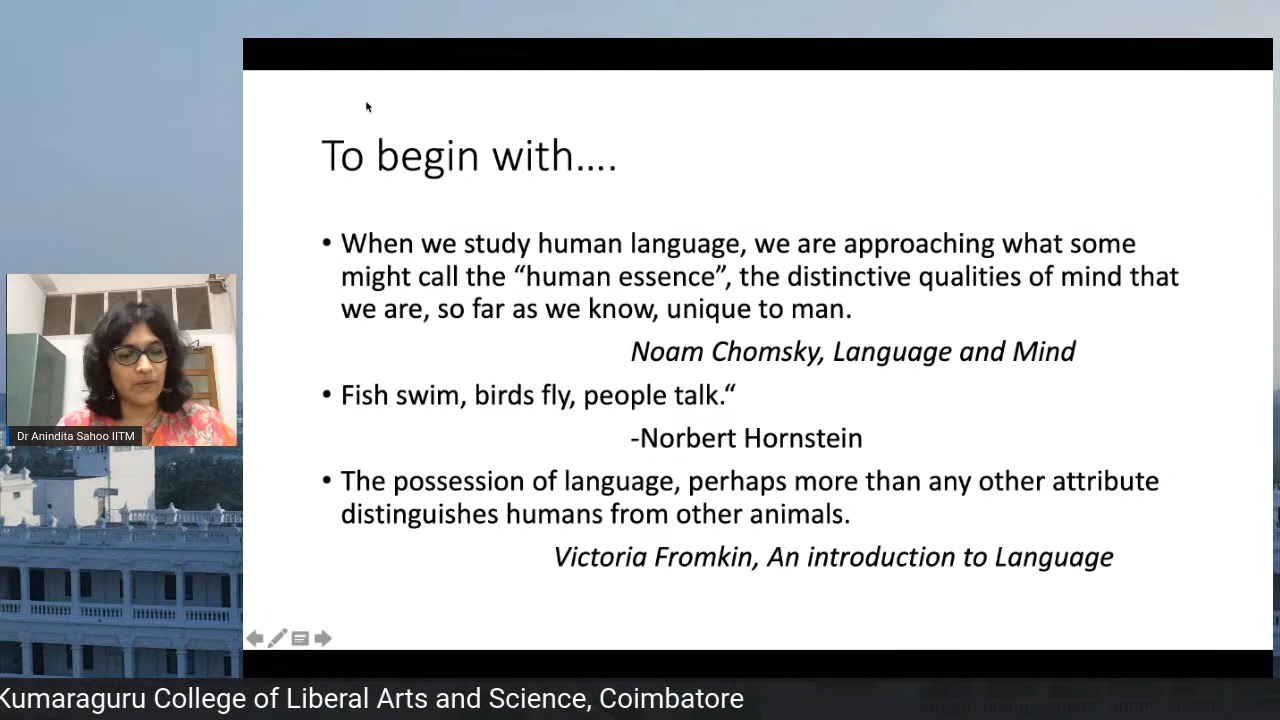 To begin with....
• When we study human language, we are approaching what some
might call the “human essence”, the distinctive qualities of mind that
we are, so far as we know, unique to man.
Noam Chomsky, Language and Mind
• Fish swim, birds fly, people talk.“
-Norbert Hornstein
• The possession of language, perhaps more than any other attribute
distinguishes humans from other animals.
Victoria Fromkin, An introduction to Language
Dr Anindita Sahoo IITM
Kumaraguru College of Liberal Arts and Science, Coimbatore